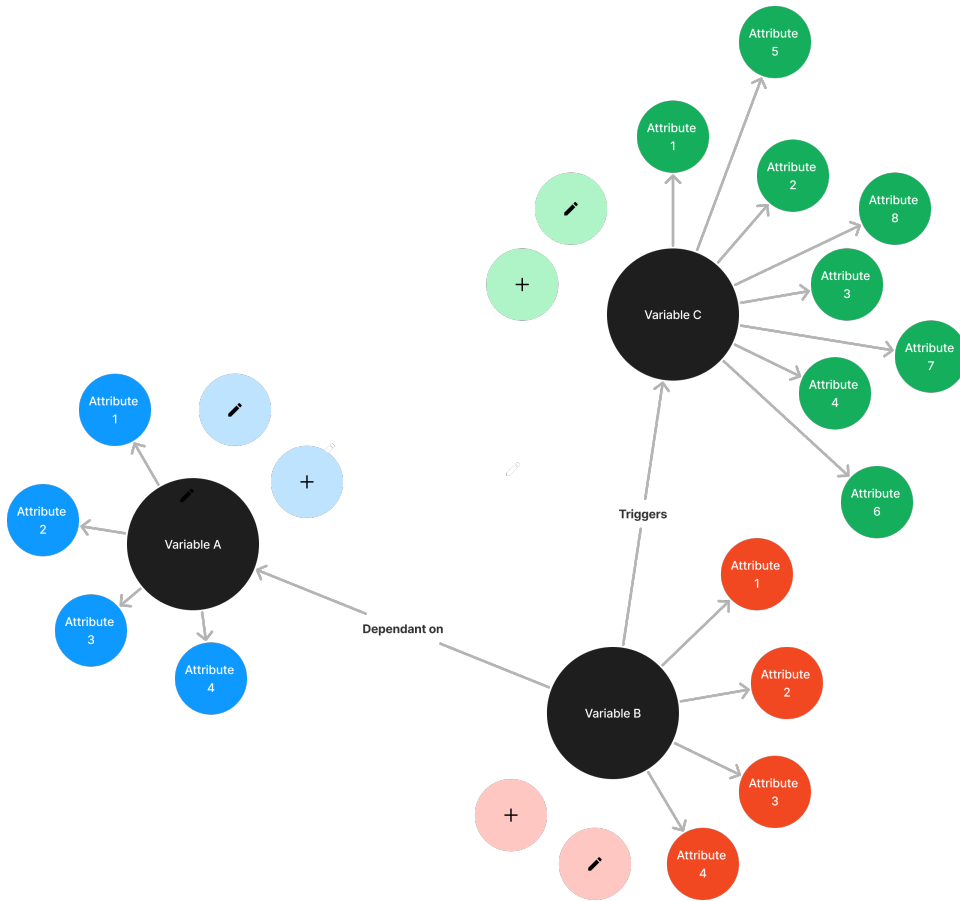 Attribute
5
Attribute
1
Attribute
2
Attribute
8
Attribute
3
Variable C
Attribute
7
Attribute
4
Attribute
6
Triggers
Attribute
1
Attribute
2
Variable A
Attribute
3
Attribute
4
Dependant on
Attribute
1
Attribute
2
Variable B
Attribute
3
Attribute
4